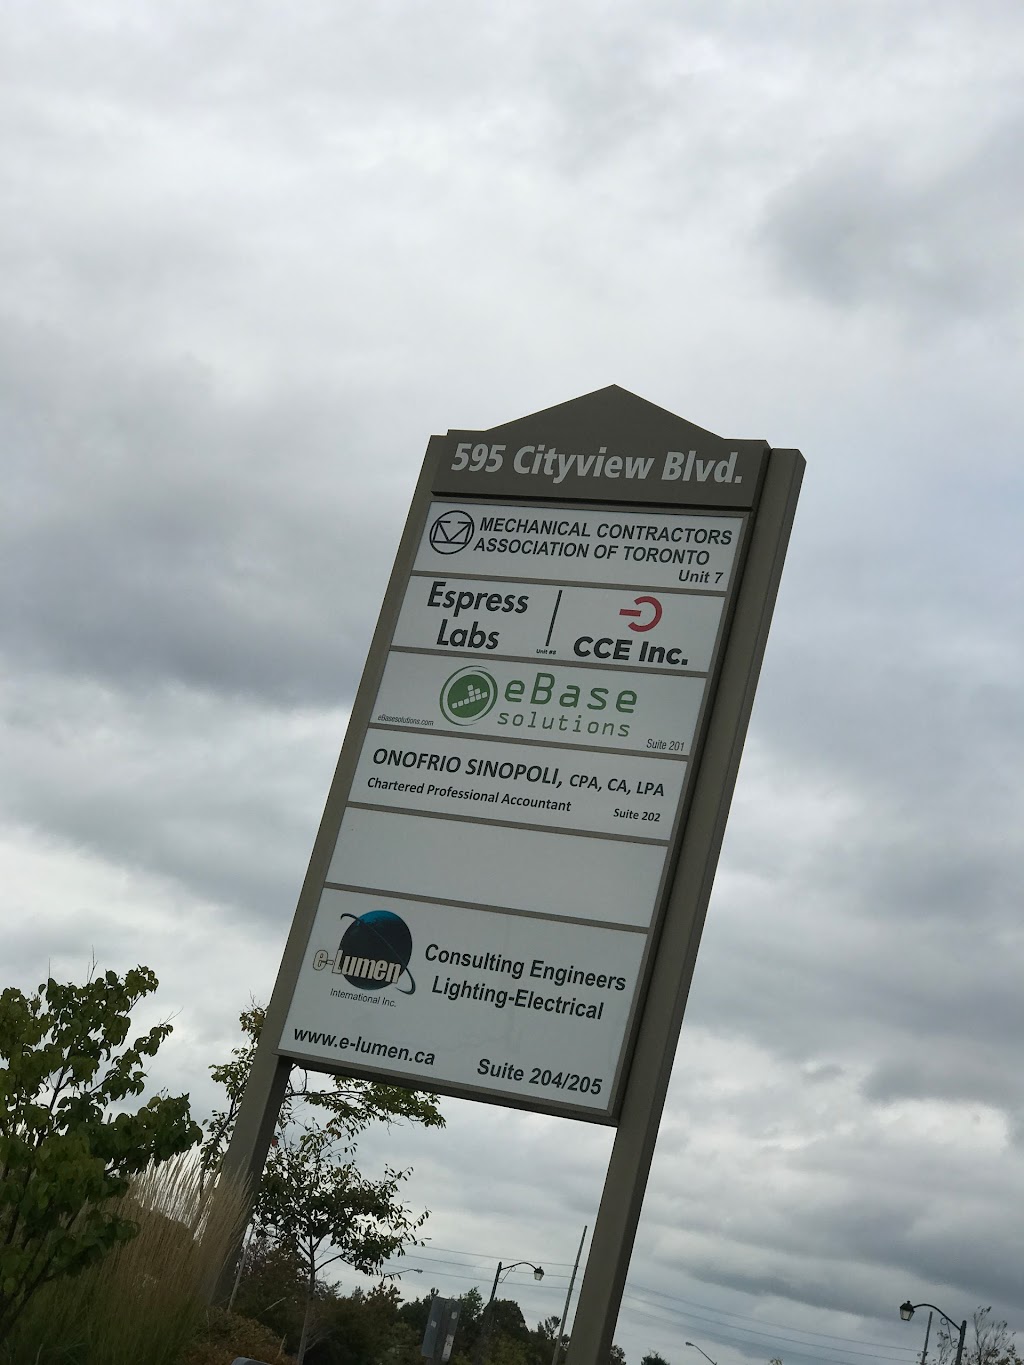 595 Cityview Blvd.
MECHANICAL CONTRACTORS
ASSOCIATION OF TORONTO
Unit 7
Espress
Labs
CCE Inc.
eBase
solutions
eBasesolutions.com
Suite 201
ONOFRIO SINOPOLI, CPA, CA, LPA
Chartered Professional Accountant
Suite 202
e-Lumen
International Inc.
Consulting Engineers
Lighting-Electrical
www.e-lumen.ca
Suite 204/205